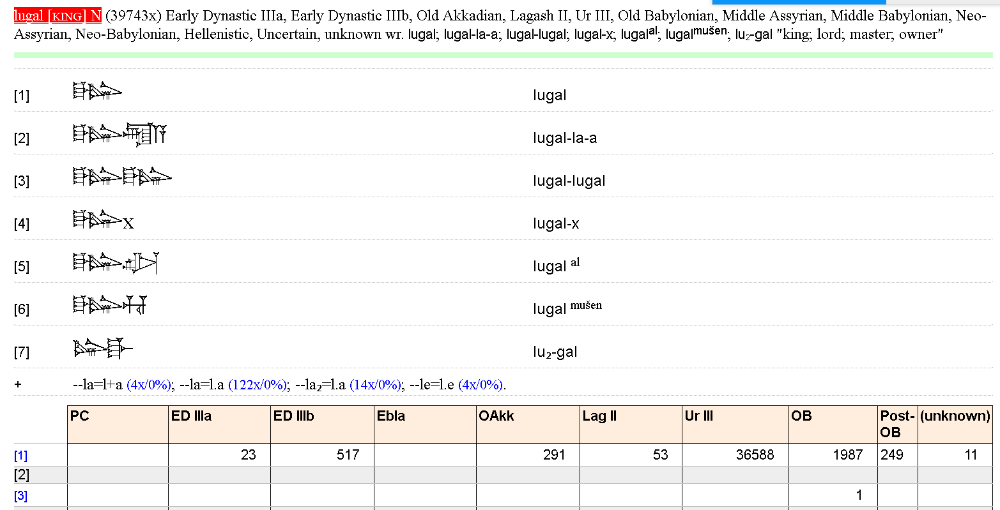 lugal [KING] N (39743x) Early Dynastic IIIa, Early Dynastic IIIb, Old Akkadian, Lagash II, Ur III, Old Babylonian, Middle Assyrian, Middle Babylonian, Neo-
Assyrian, Neo-Babylonian, Hellenistic, Uncertain, unknown wr. lugal; lugal-la-a; lugal-lugal; lugal-x; lugalᵃˡ; lugalᵐᵘšᵉⁿ; lu₂-gal "king; lord; master; owner"
[1] 𒈗 lugal
[2] 𒈗𒆷𒀀 lugal-la-a
[3] 𒈗𒈗 lugal-lugal
[4] 𒈗X lugal-x
[5] 𒈗𒀠 lugal al
[6] 𒈗𒄷 lugal mušen
[7] 𒇽𒃲 lu₂-gal
+ --la=l+a (4x/0%); --la=l.a (122x/0%); --la₂=l.a (14x/0%); --le=l.e (4x/0%).
PC ED IIIa ED IIIb Ebla OAkk Lag II Ur III OB Post-OB (unknown)
[1] 23 517 291 53 36588 1987 249 11
[2]
[3] 1